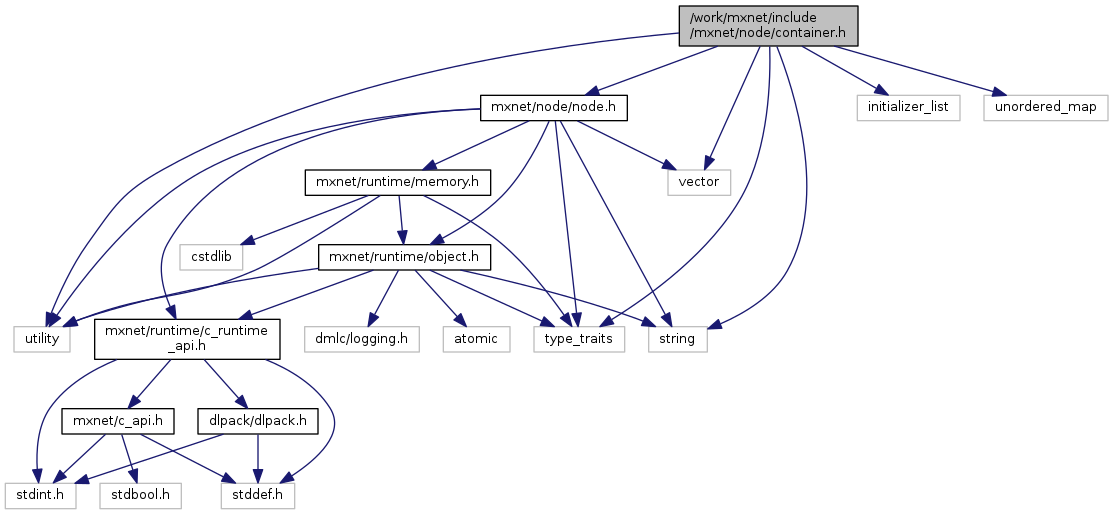 /work/mxnet/include
/mxnet/node/container.h
mxnet/node/node.h
initializer_list
unordered_map
mxnet/runtime/memory.h
vector
cstdlib
mxnet/runtime/object.h
utility
mxnet/runtime/c_runtime
_api.h
dmlc/logging.h
atomic
type_traits
string
mxnet/c_api.h
dlpack/dlpack.h
stdint.h
stdbool.h
stddef.h